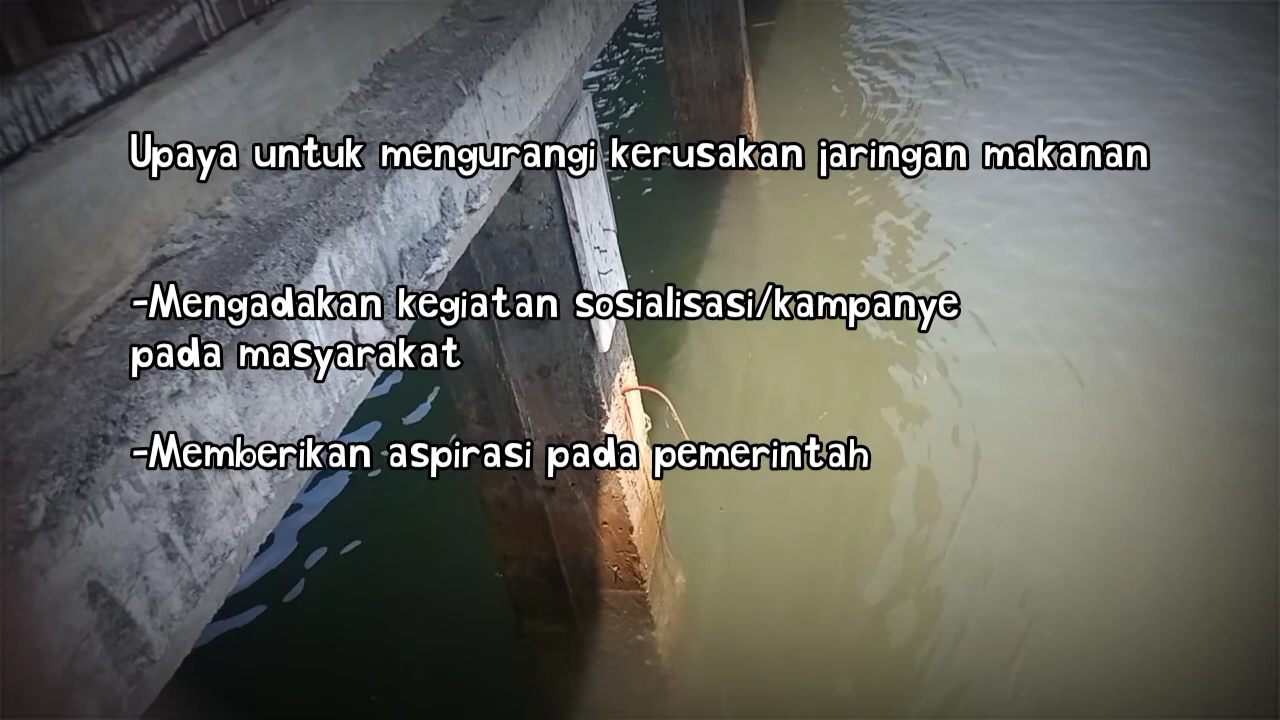 Upaya untuk mengurangi kerusakan jaringan makanan
-Mengadakan kegiatan sosialisasi/kampanye
pada masyarakat
-Memberikan aspirasi pada pemerintah